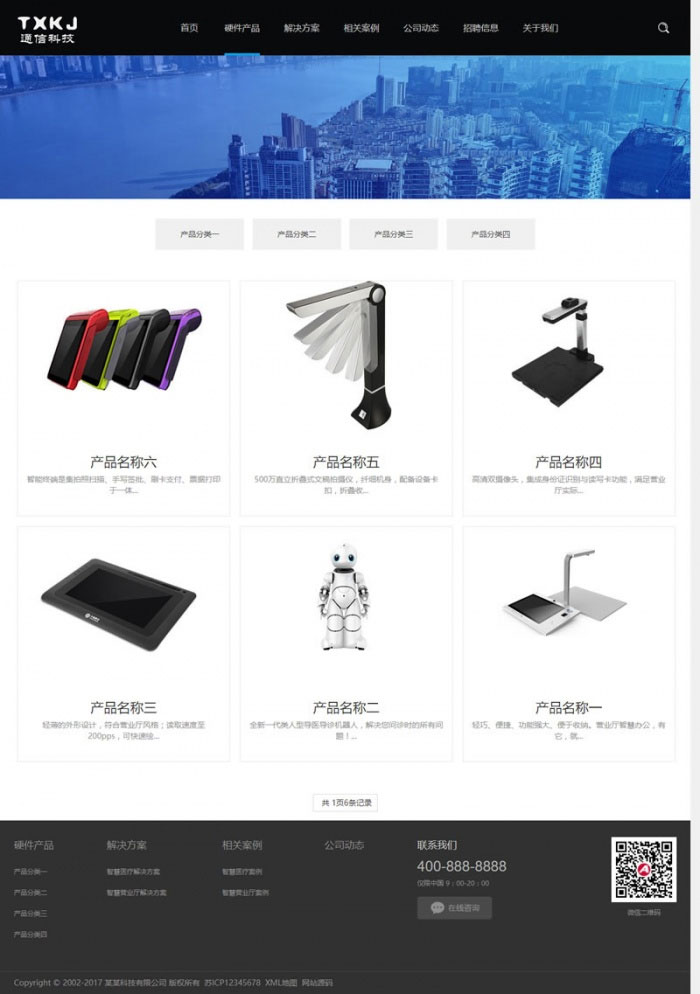 TXKJ
通信科技
首页 硬件产品 解决方案 相关案例 公司动态 招聘信息 关于我们
产品分类一 产品分类二 产品分类三 产品分类四
产品名称六
智能终端是集拍照扫描、手写签批、刷卡支付、票据打印
于一体...
产品名称五
500万直立折叠式文稿拍摄仪，纤细机身，配备设备卡
扣，折叠收...
产品名称四
高清双摄像头，集成身份证识别与读写卡功能，满足营业
厅实际...
产品名称三
轻薄的外形设计，符合营业厅风格；读取速度至
200pps，可快速绘...
产品名称二
全新一代类人型导医导诊机器人，解决您问诊时的所有问
题！...
产品名称一
轻巧、便捷、功能强大、便于收纳。营业厅智慧办公，有
它，就...
共 1页6条记录
硬件产品
产品分类一
产品分类二
产品分类三
产品分类四
解决方案
智慧医疗解决方案
智慧营业厅解决方案
相关案例
智慧医疗案例
智慧营业厅案例
公司动态
联系我们
400-888-8888
仅限中国 9：00-20：00
在线咨询
微信二维码
Copyright © 2002-2017 某某科技有限公司 版权所有 苏ICP12345678 XML地图 网站源码